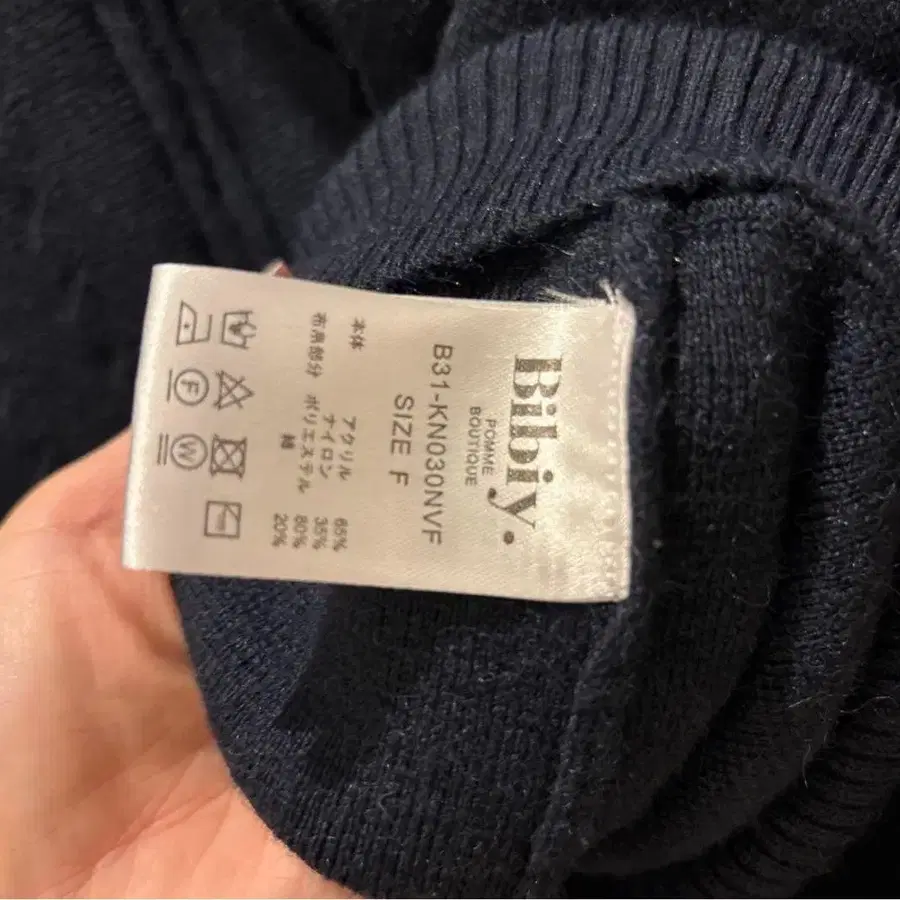 Bibiy.
POMME
BOUTIQUE
B31-KN030NVF
SIZE F
本体 アクリル 65%
ナイロン 35%
布帛部分 ポリエステル 80%
綿 20%
F
W